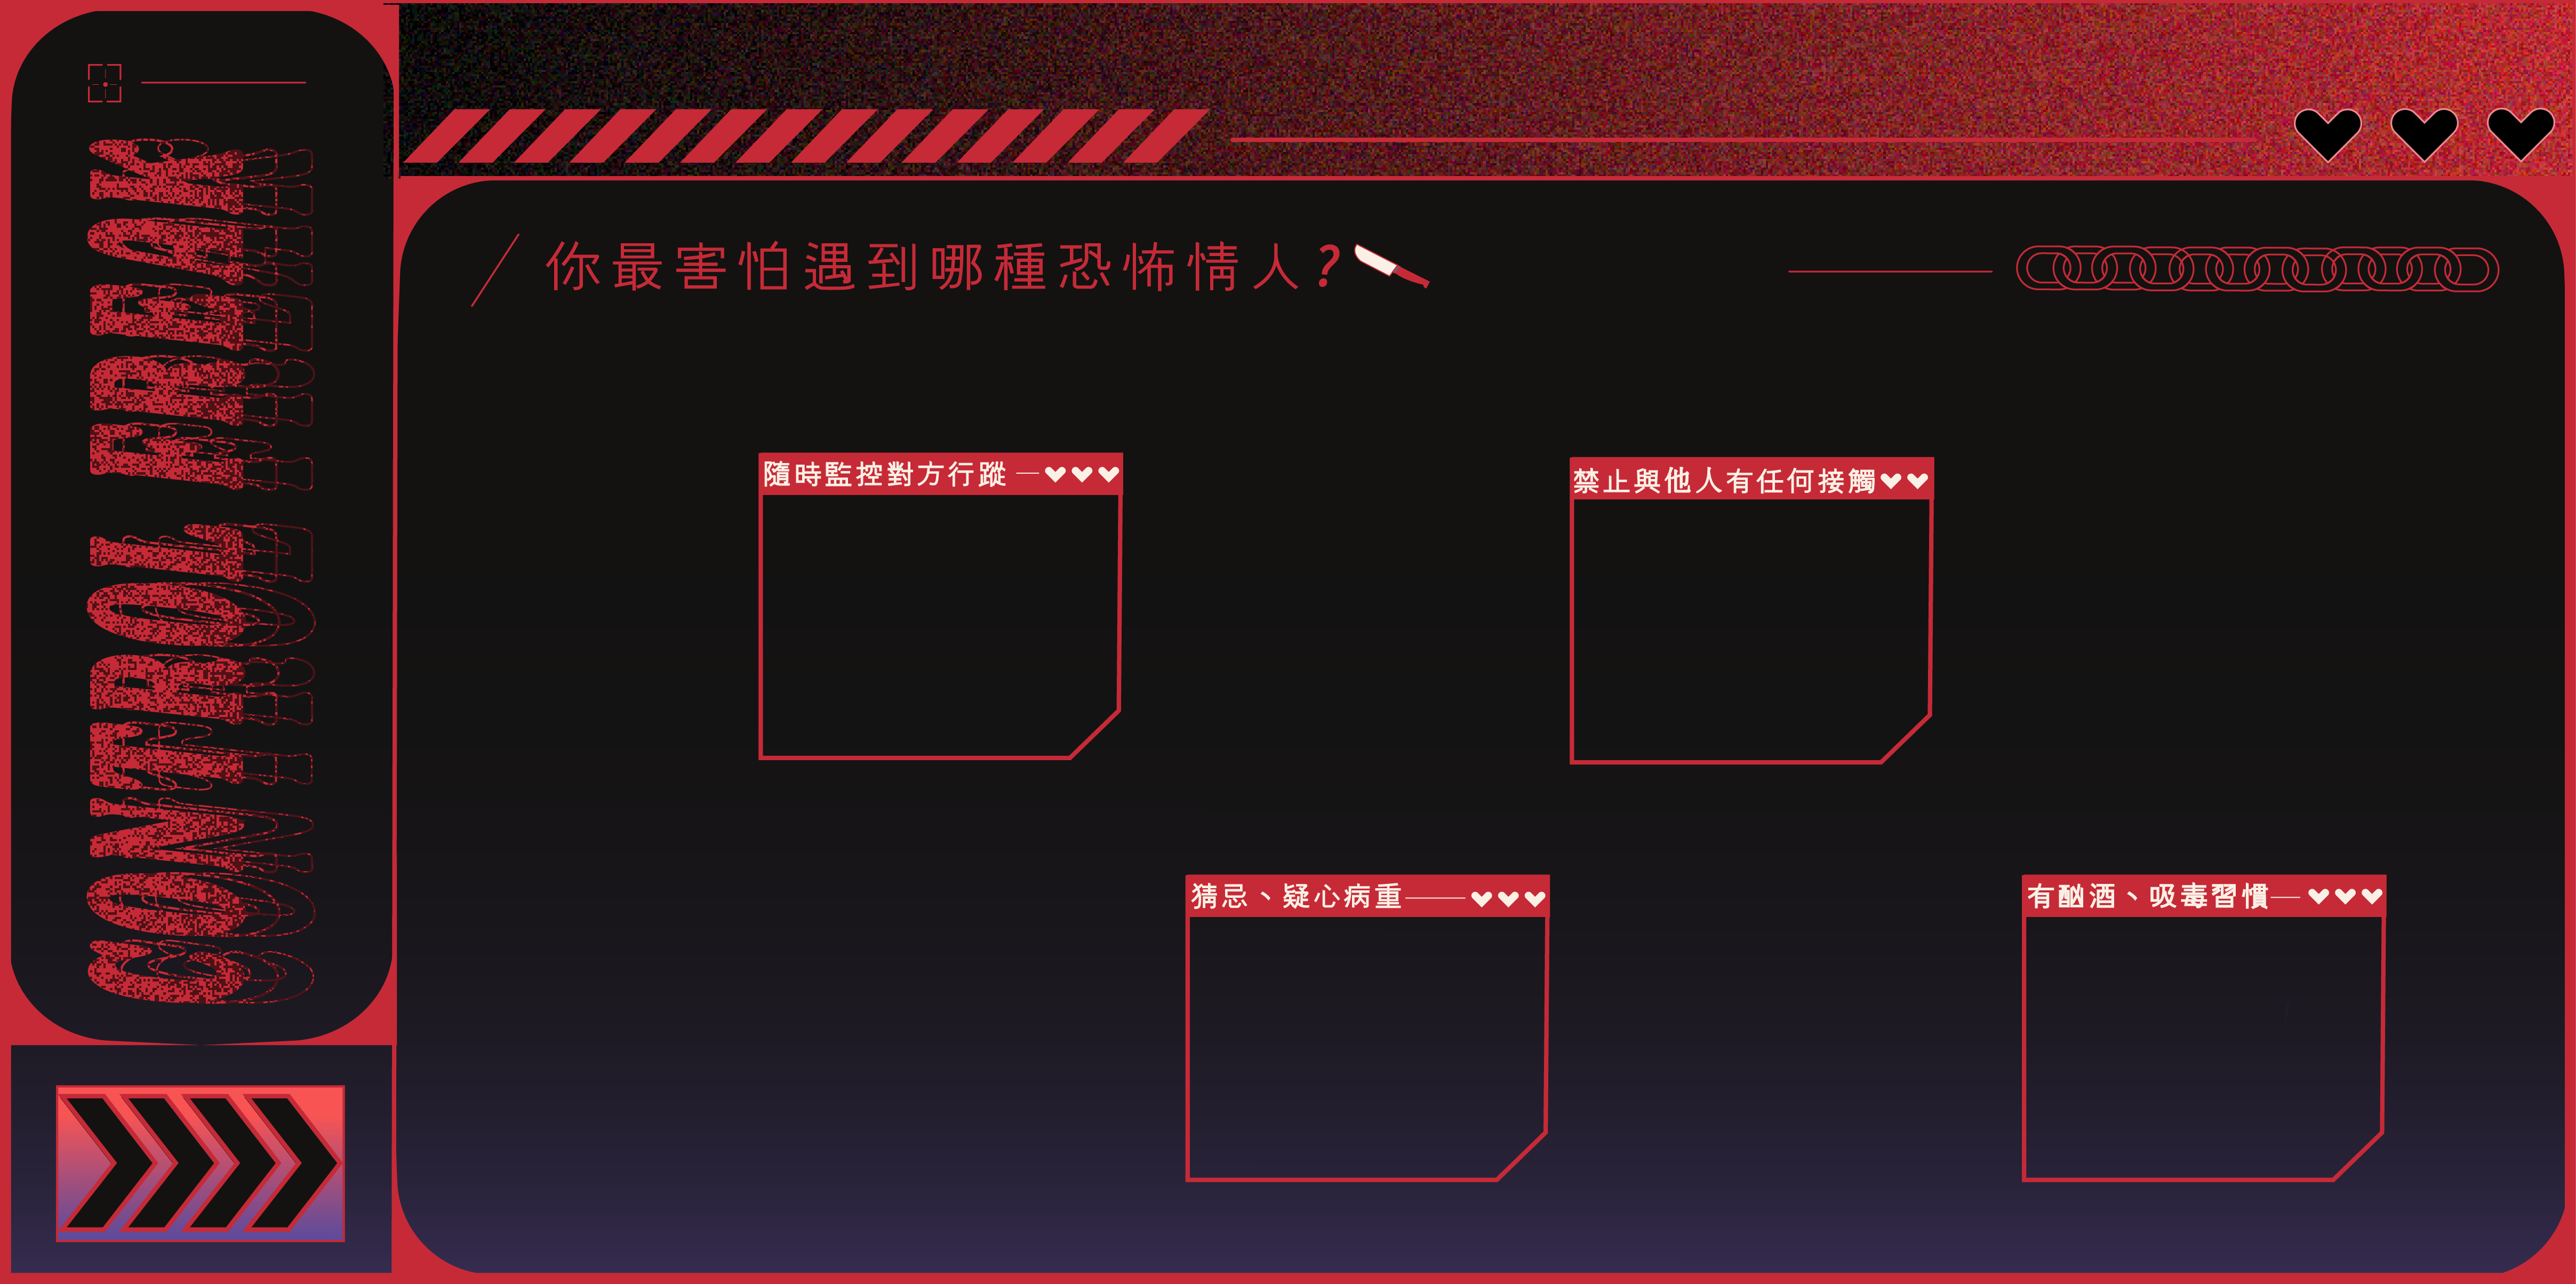 CONTROL FREAK
你最害怕遇到哪種恐怖情人?
隨時監控對方行蹤
禁止與他人有任何接觸
猜忌、疑心病重
有酗酒、吸毒習慣